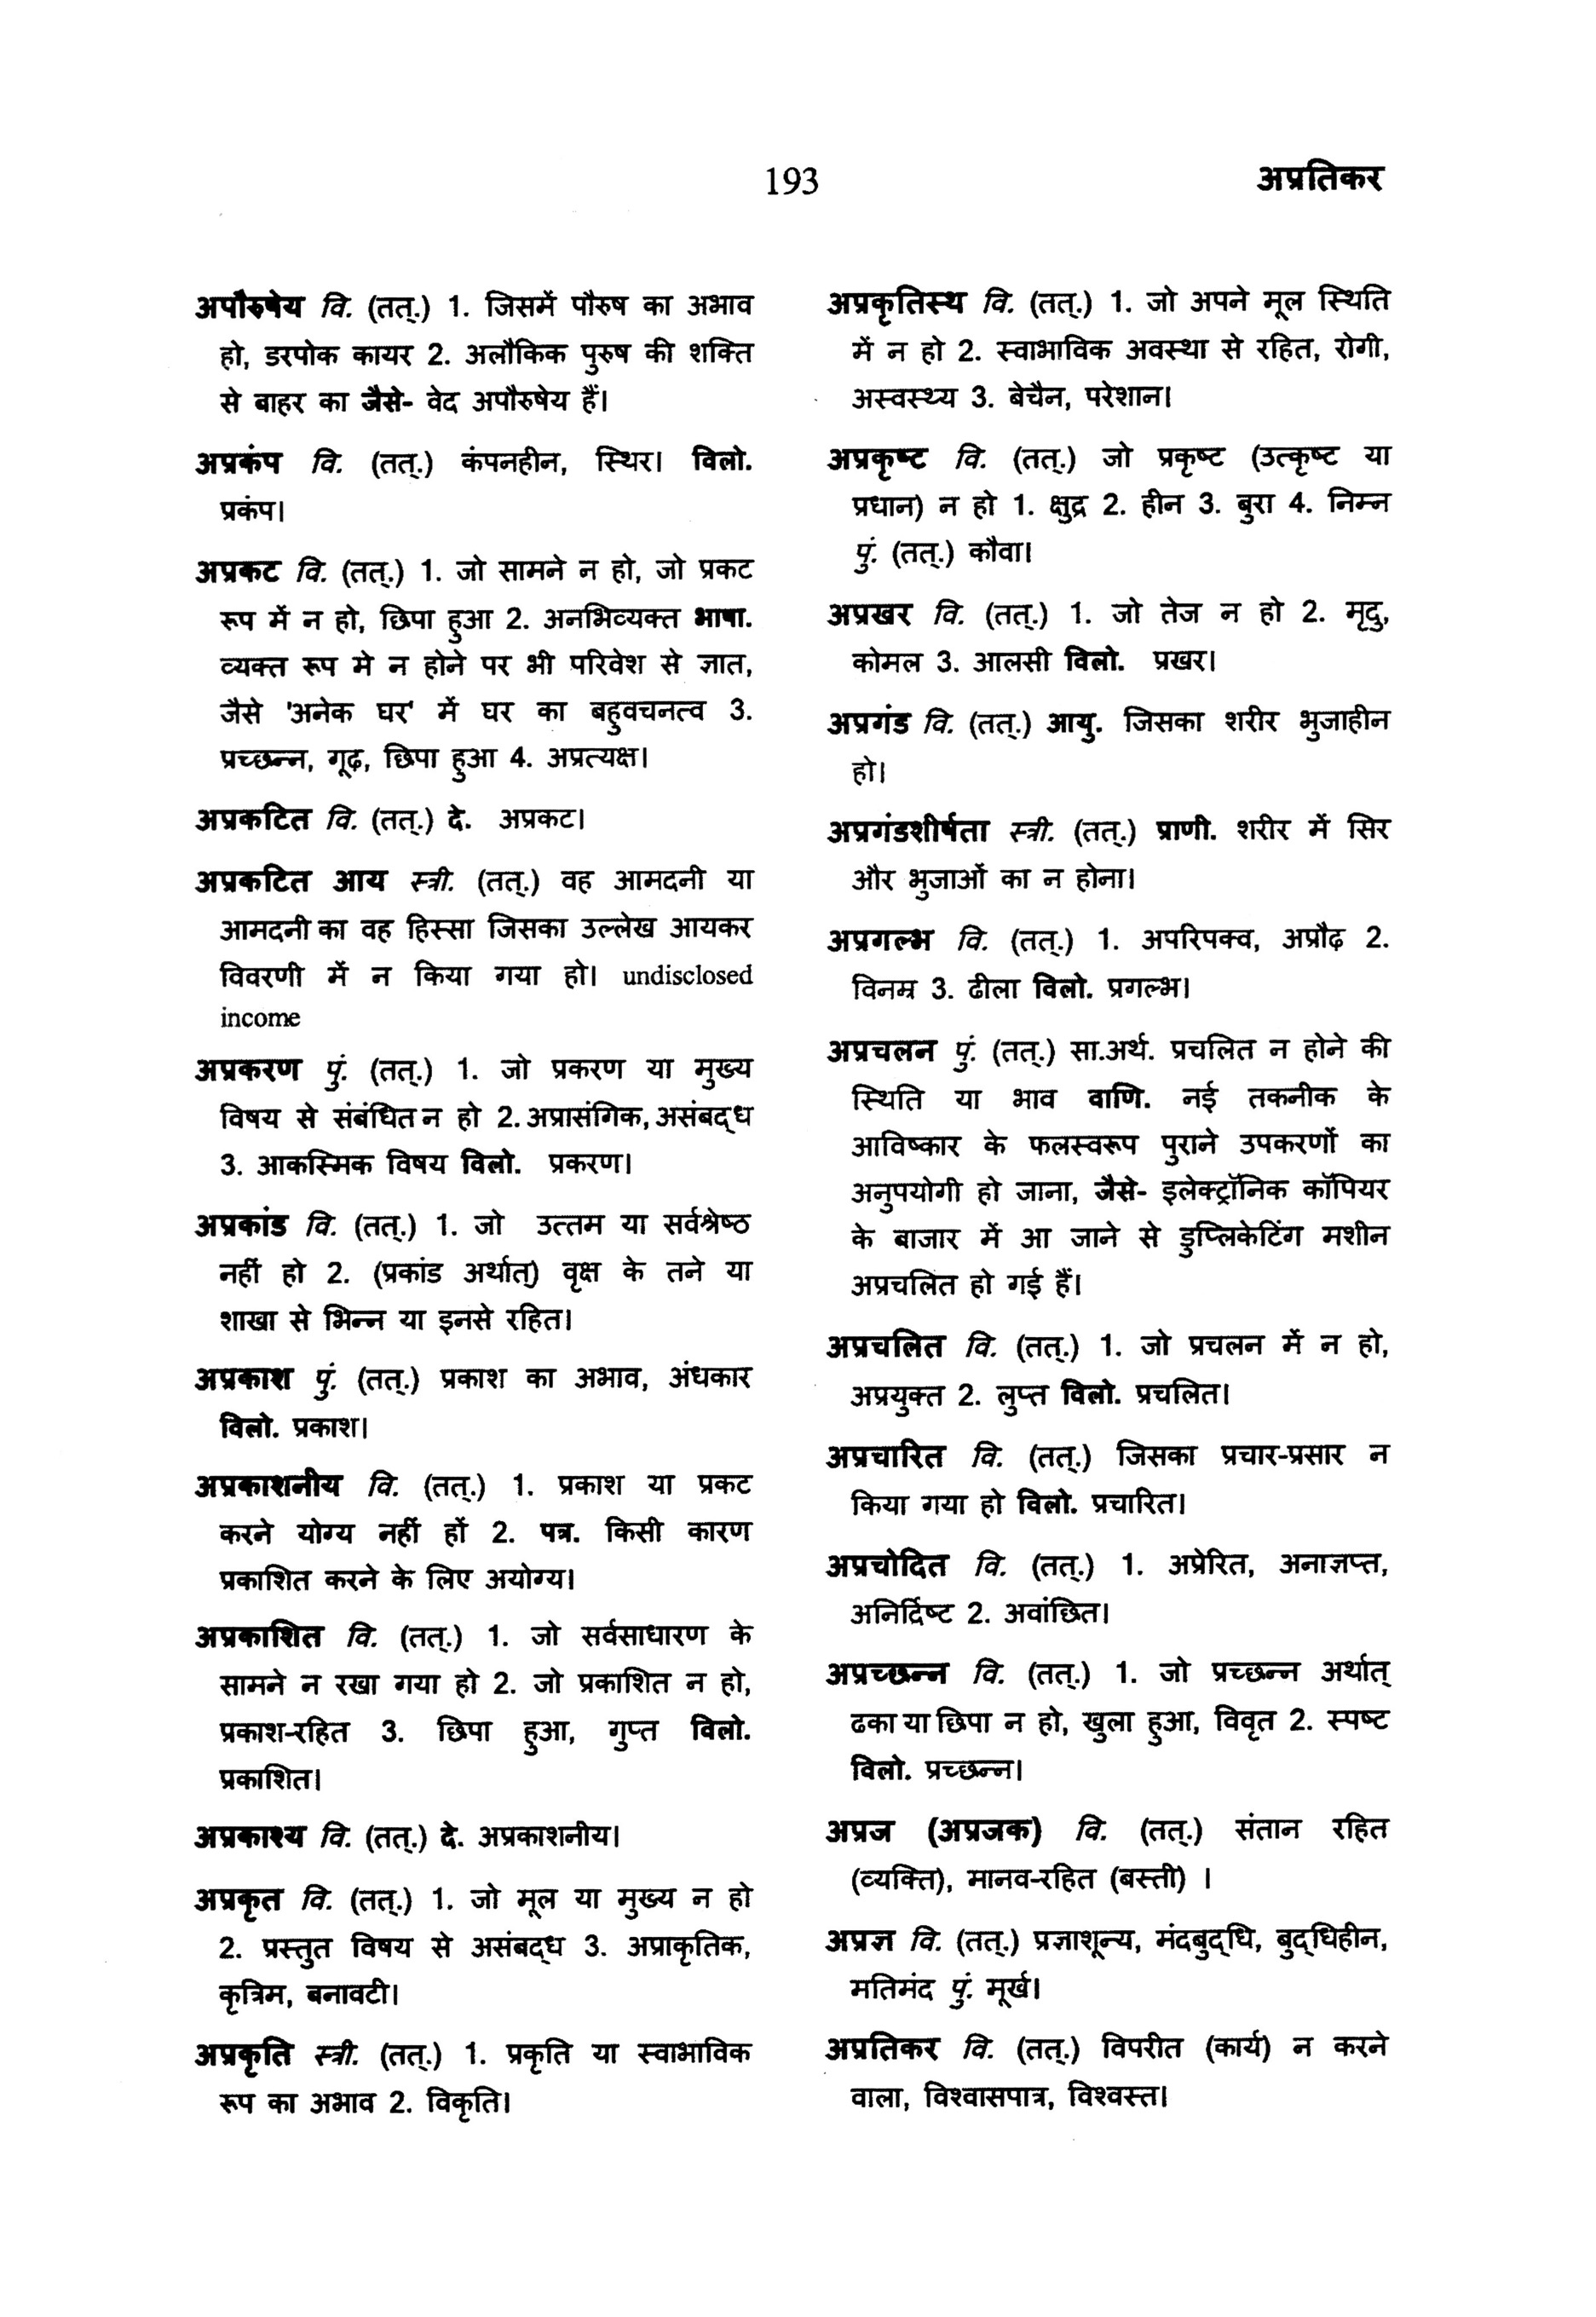 193
अप्रतिकर
अपौरुषेय वि. (तत्.) 1. जिसमें पौरुष का अभाव
हो, डरपोक कायर 2. अलौकिक पुरुष की शक्ति
से बाहर का जैसे- वेद अपौरुषेय हैं।
अप्रकंप वि. (तत्.) कंपनहीन, स्थिर। विलो.
प्रकंप।
अप्रकट वि. (तत्.) 1. जो सामने न हो, जो प्रकट
रूप में न हो, छिपा हुआ 2. अनभिव्यक्त भाषा.
व्यक्त रूप मे न होने पर भी परिवेश से ज्ञात,
जैसे 'अनेक घर' में घर का बहुवचनत्व 3.
प्रच्छन्न, गूढ़, छिपा हुआ 4. अप्रत्यक्ष।
अप्रकटित वि. (तत्.) दे. अप्रकट।
अप्रकटित आय स्त्री. (तत्.) वह आमदनी या
आमदनी का वह हिस्सा जिसका उल्लेख आयकर
विवरणी में न किया गया हो। undisclosed
income
अप्रकरण पुं. (तत्.) 1. जो प्रकरण या मुख्य
विषय से संबंधित न हो 2. अप्रासंगिक, असंबद्ध
3. आकस्मिक विषय विलो. प्रकरण।
अप्रकांड वि. (तत्.) 1. जो उत्तम या सर्वश्रेष्ठ
नहीं हो 2. (प्रकांड अर्थात्) वृक्ष के तने या
शाखा से भिन्न या इनसे रहित।
अप्रकाश पुं. (तत्.) प्रकाश का अभाव, अंधकार
विलो. प्रकाश।
अप्रकाशनीय वि. (तत्.) 1. प्रकाश या प्रकट
करने योग्य नहीं हों 2. पत्र. किसी कारण
प्रकाशित करने के लिए अयोग्य।
अप्रकाशित वि. (तत्.) 1. जो सर्वसाधारण के
सामने न रखा गया हो 2. जो प्रकाशित न हो,
प्रकाश-रहित 3. छिपा हुआ, गुप्त विलो.
प्रकाशित।
अप्रकाश्य वि. (तत्.) दे. अप्रकाशनीय।
अप्रकृत वि. (तत्.) 1. जो मूल या मुख्य न हो
2. प्रस्तुत विषय से असंबद्ध 3. अप्राकृतिक,
कृत्रिम, बनावटी।
अप्रकृति स्त्री. (तत्.) 1. प्रकृति या स्वाभाविक
रूप का अभाव 2. विकृति।
अप्रकृतिस्थ वि. (तत्.) 1. जो अपने मूल स्थिति
में न हो 2. स्वाभाविक अवस्था से रहित, रोगी,
अस्वस्थ्य 3. बेचैन, परेशान।
अप्रकृष्ट वि. (तत्.) जो प्रकृष्ट (उत्कृष्ट या
प्रधान) न हो 1. क्षुद्र 2. हीन 3. बुरा 4. निम्न
पुं. (तत्.) कौवा।
अप्रखर वि. (तत्.) 1. जो तेज न हो 2. मृदु,
कोमल 3. आलसी विलो. प्रखर।
अप्रगंड वि. (तत्.) आयु. जिसका शरीर भुजाहीन
हो।
अप्रगंडशीर्षता स्त्री. (तत्.) प्राणी. शरीर में सिर
और भुजाओं का न होना।
अप्रगल्भ वि. (तत्.) 1. अपरिपक्व, अप्रौढ़ 2.
विनम्र 3. ढीला विलो. प्रगल्भ।
अप्रचलन पुं. (तत्.) सा.अर्थ. प्रचलित न होने की
स्थिति या भाव वाणि. नई तकनीक के
आविष्कार के फलस्वरूप पुराने उपकरणों का
अनुपयोगी हो जाना, जैसे- इलेक्ट्रॉनिक कॉपियर
के बाजार में आ जाने से डुप्लिकेटिंग मशीन
अप्रचलित हो गई हैं।
अप्रचलित वि. (तत्.) 1. जो प्रचलन में न हो,
अप्रयुक्त 2. लुप्त विलो. प्रचलित।
अप्रचारित वि. (तत्.) जिसका प्रचार-प्रसार न
किया गया हो विलो. प्रचारित।
अप्रचोदित वि. (तत्.) 1. अप्रेरित, अनाज्ञप्त,
अनिर्दिष्ट 2. अवांछित।
अप्रच्छन्न वि. (तत्.) 1. जो प्रच्छन्न अर्थात्
ढका या छिपा न हो, खुला हुआ, विवृत 2. स्पष्ट
विलो. प्रच्छन्न।
अप्रज (अप्रजक) वि. (तत्.) संतान रहित
(व्यक्ति), मानव-रहित (बस्ती) ।
अप्रज्ञ वि. (तत्.) प्रज्ञाशून्य, मंदबुद्धि, बुद्धिहीन,
मतिमंद पुं. मूर्ख।
अप्रतिकर वि. (तत्.) विपरीत (कार्य) न करने
वाला, विश्वासपात्र, विश्वस्त।